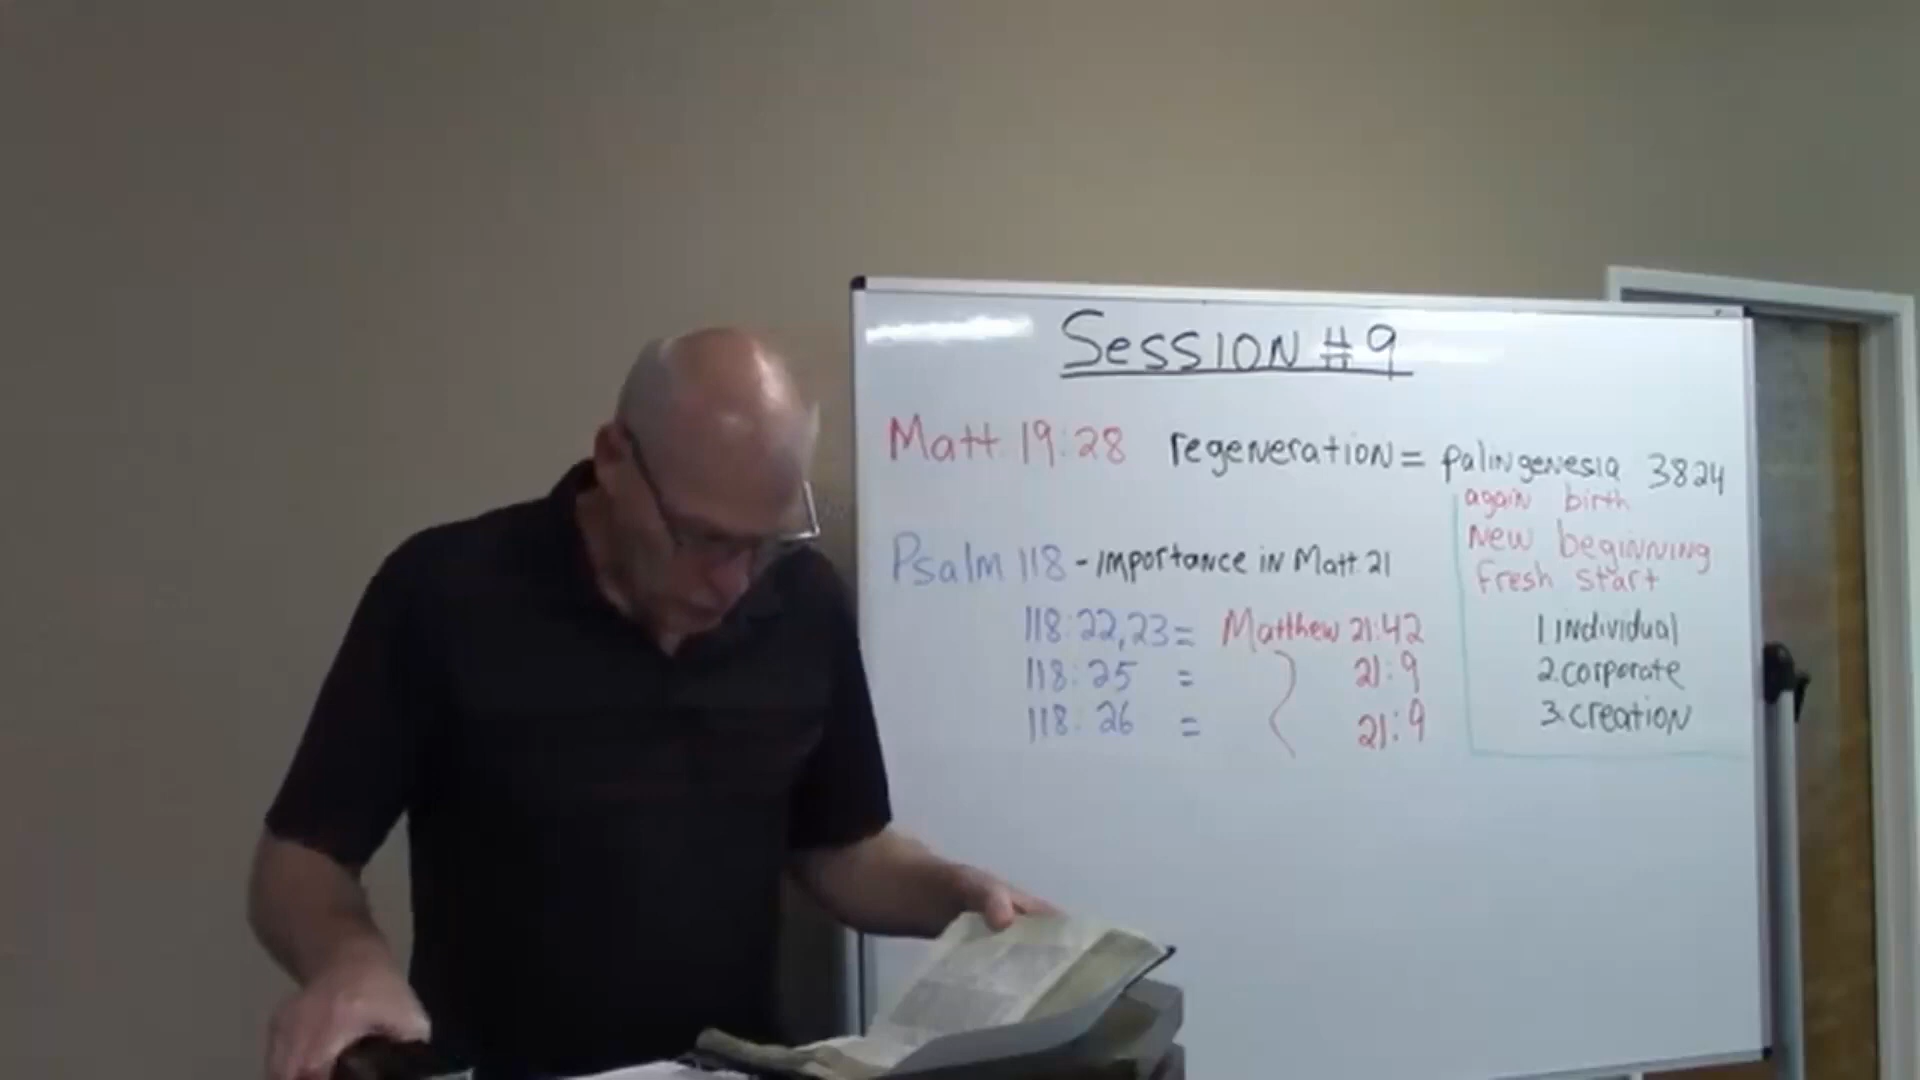 Session #9
Matt 19:28 regeneration = palingenesia 3824
again birth
new beginning
fresh start
1 individual
2. corporate
3. creation
Psalm 118 - importance in Matt 21
118:22,23 = Matthew 21:42
118:25 = 21:9
118:26 = 21:9